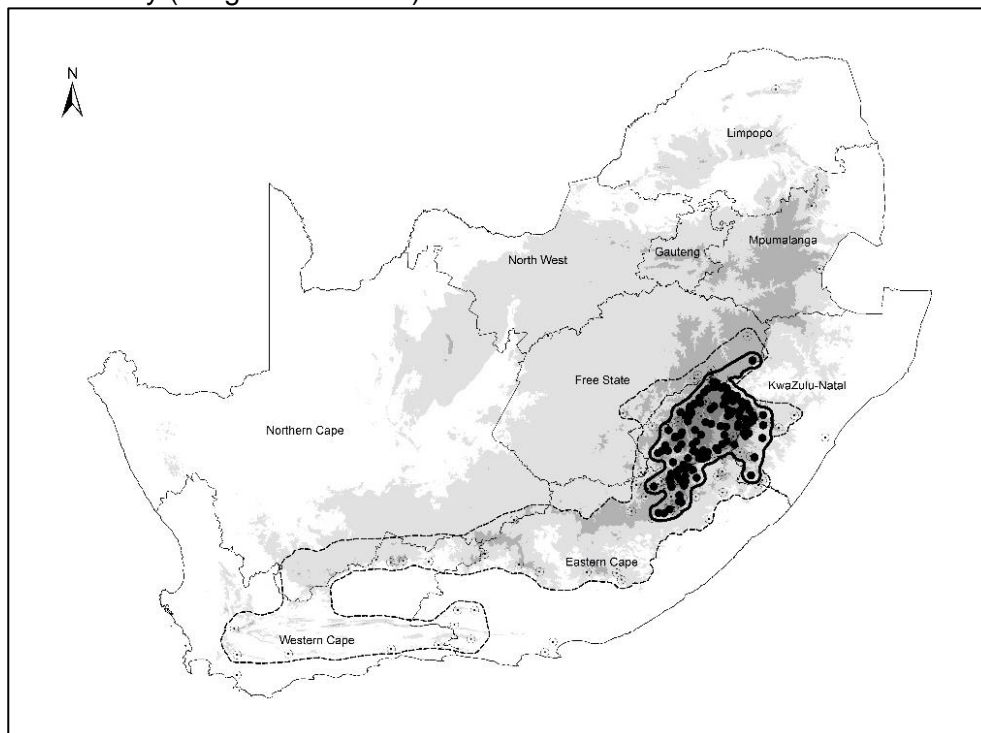 N
Limpopo
Mpumalanga
Gauteng
North West
Free State
KwaZulu-Natal
Northern Cape
Eastern Cape
Western Cape